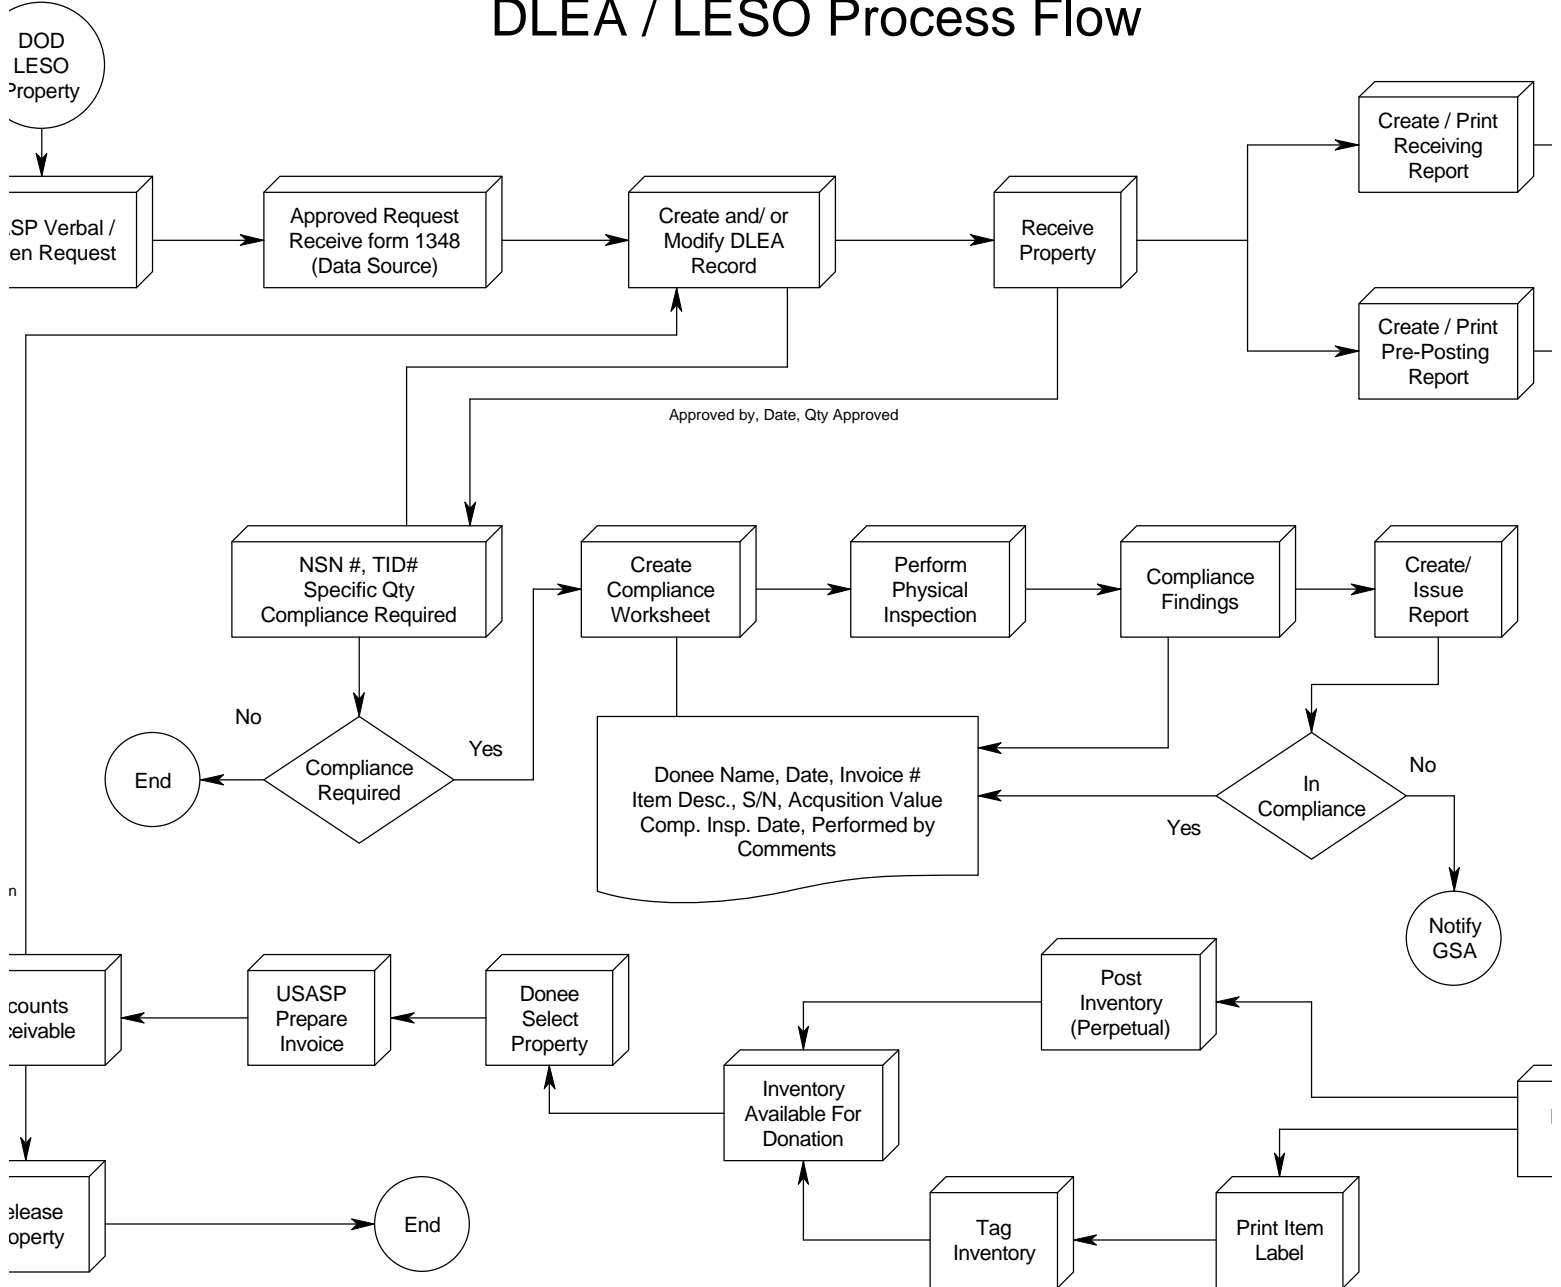 DLEA / LESO Process Flow
DOD
LESO
Property
SP Verbal /
en Request
Approved Request
Receive form 1348
(Data Source)
Create and/ or
Modify DLEA
Record
Receive
Property
Create / Print
Receiving
Report
Create / Print
Pre-Posting
Report
Approved by, Date, Qty Approved
NSN #, TID#
Specific Qty
Compliance Required
Create
Compliance
Worksheet
Perform
Physical
Inspection
Compliance
Findings
Create/
Issue
Report
No
End
Compliance
Required
Yes
Donee Name, Date, Invoice #
Item Desc., S/N, Acqusition Value
Comp. Insp. Date, Performed by
Comments
In
Compliance
No
Yes
Notify
GSA
n
counts
ceivable
USASP
Prepare
Invoice
Donee
Select
Property
Inventory
Available For
Donation
Post
Inventory
(Perpetual)
elease
operty
End
Tag
Inventory
Print Item
Label